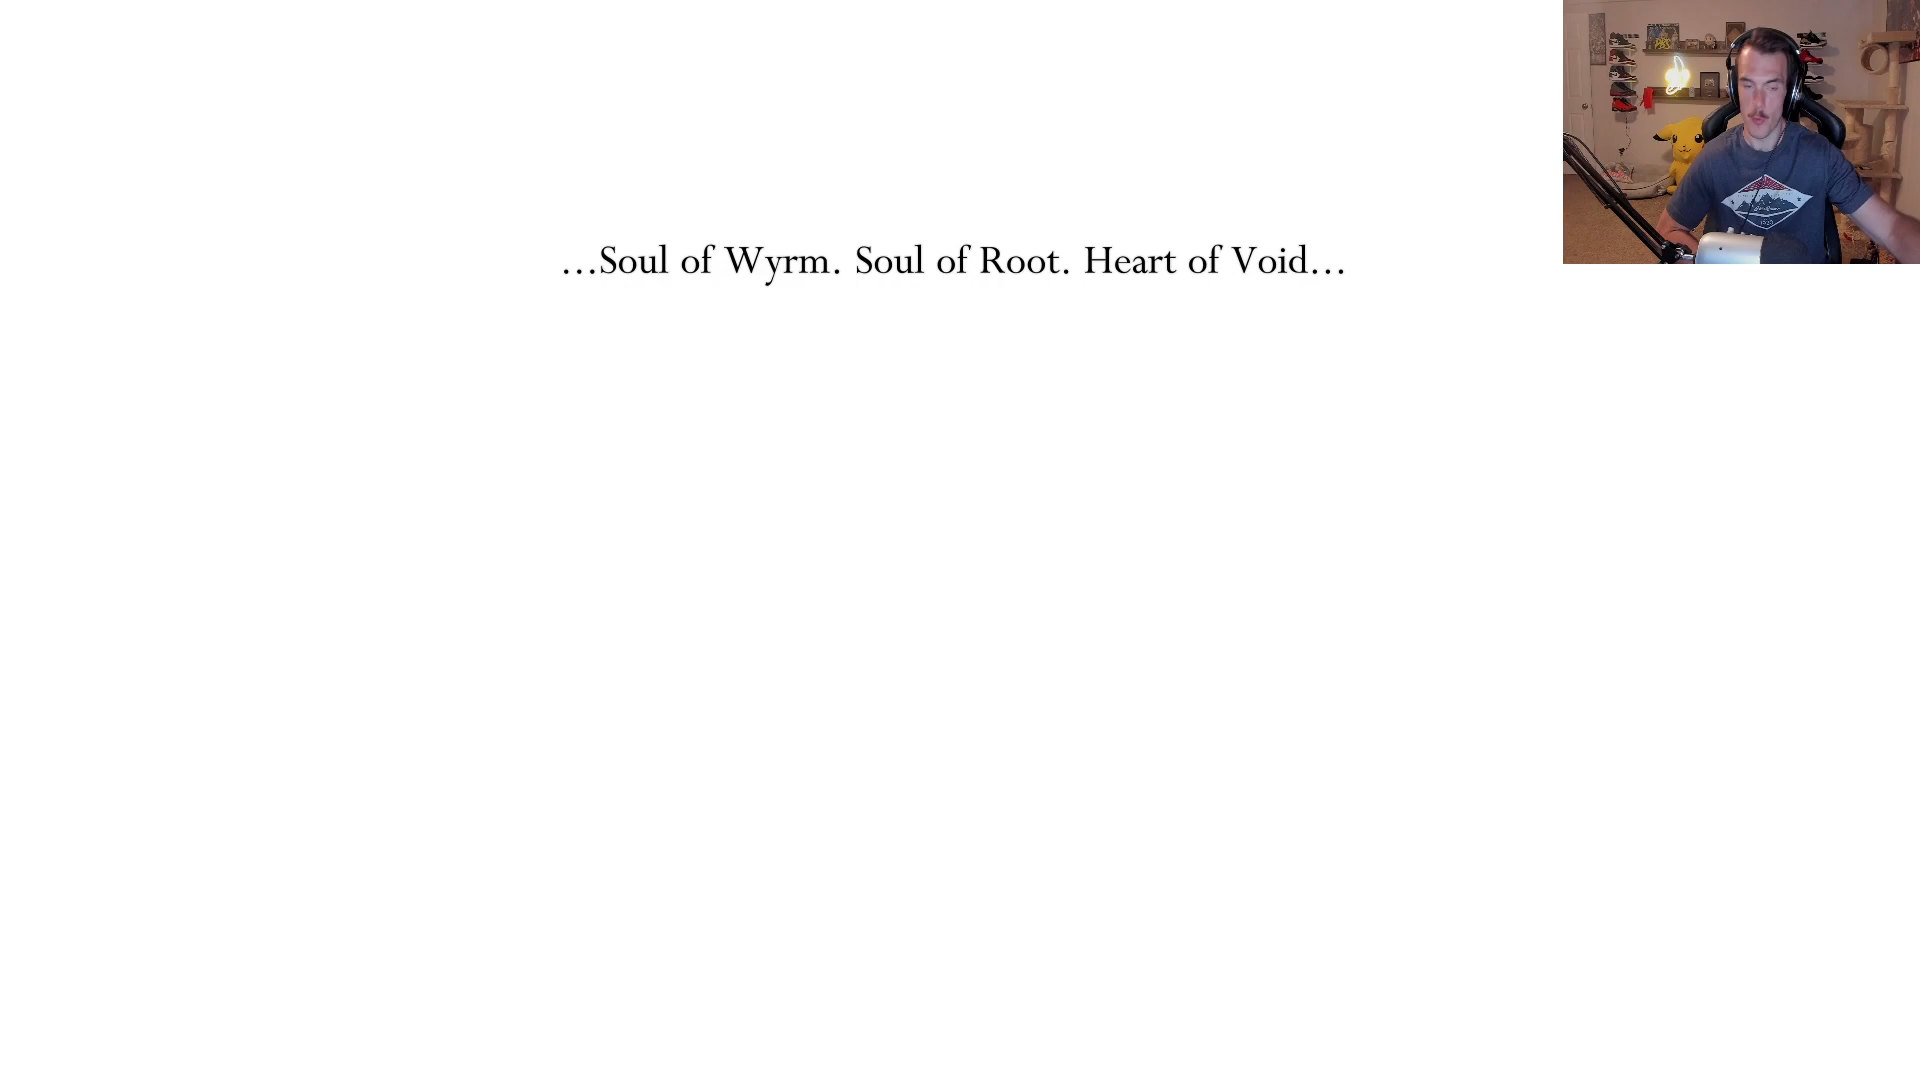 …Soul of Wyrm. Soul of Root. Heart of Void…